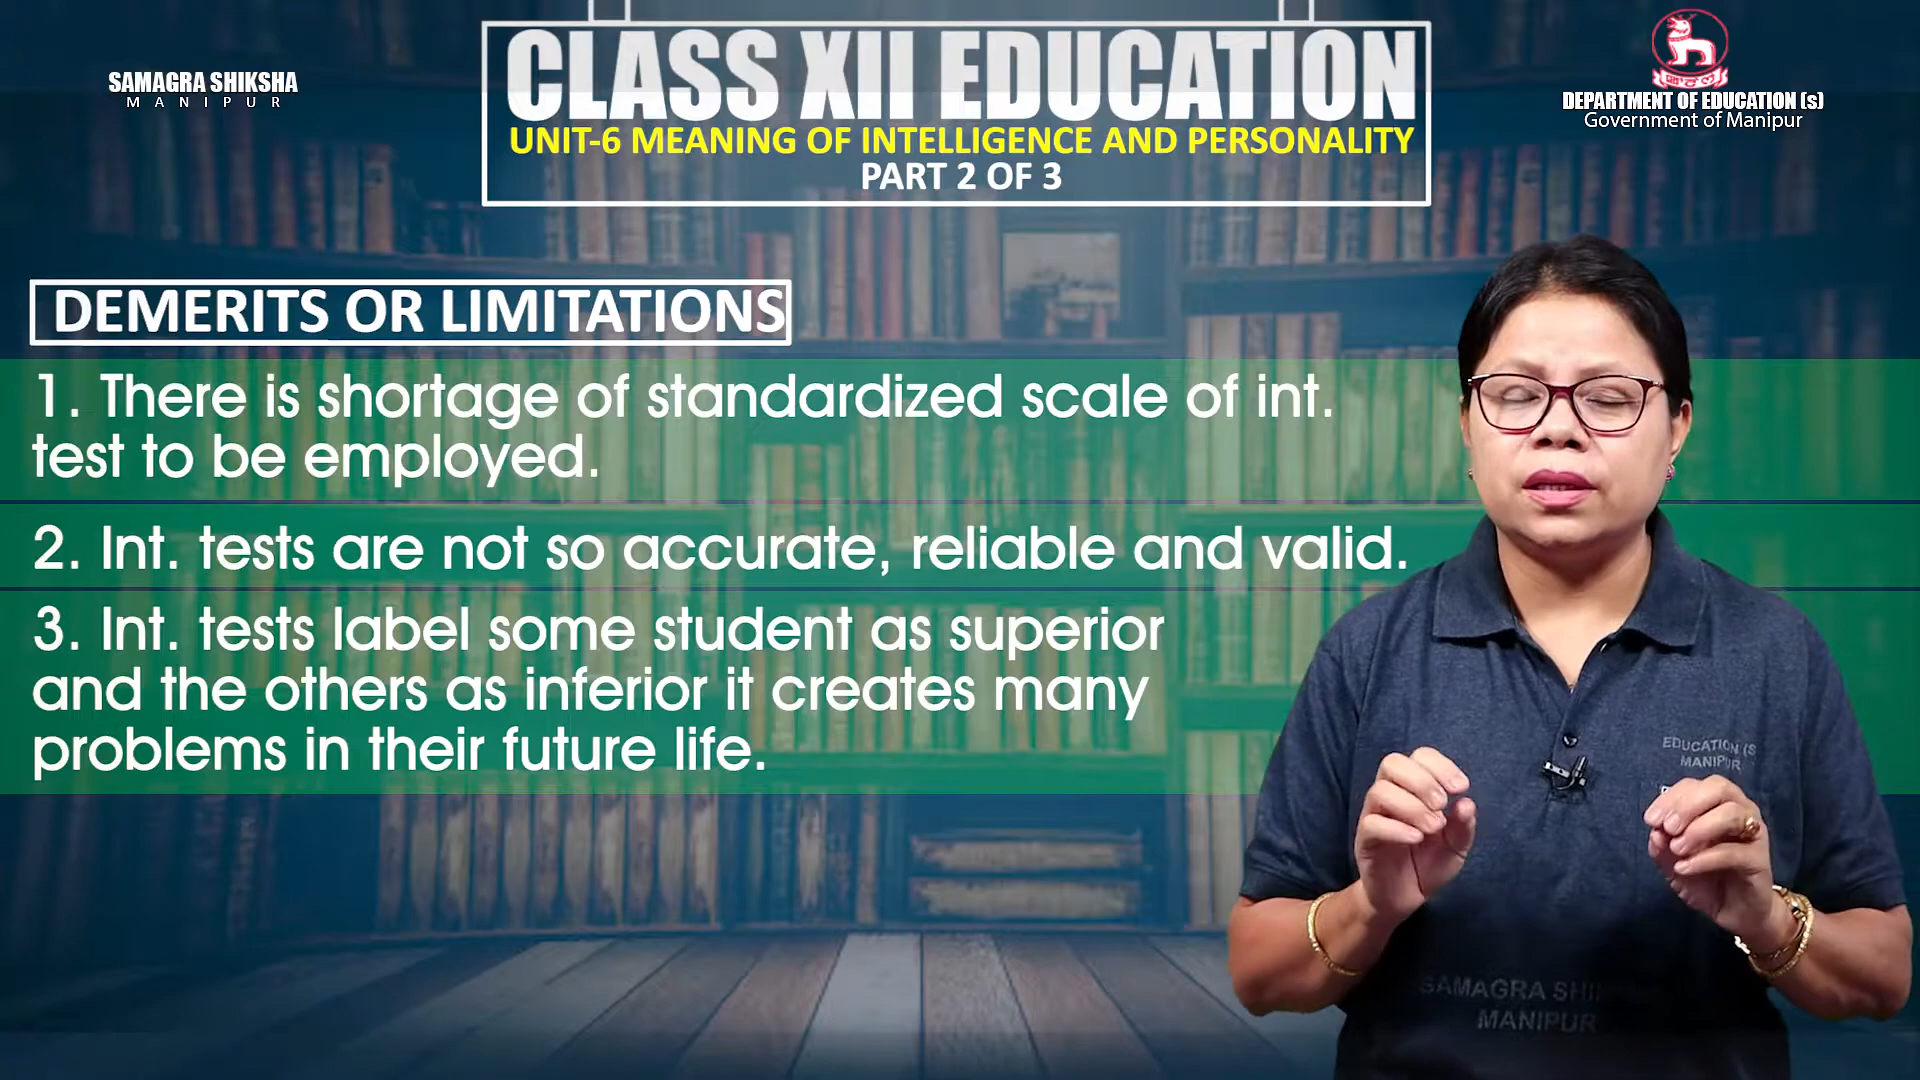 SAMAGRA SHIKSHA
MANIPUR
CLASS XII EDUCATION
UNIT-6 MEANING OF INTELLIGENCE AND PERSONALITY
PART 2 OF 3
DEPARTMENT OF EDUCATION (s)
Government of Manipur
DEMERITS OR LIMITATIONS
1. There is shortage of standardized scale of int.
test to be employed.
2. Int. tests are not so accurate, reliable and valid.
3. Int. tests label some student as superior
and the others as inferior it creates many
problems in their future life.
EDUCATION (S
MANIPUR
SAMAGRA SHI
MANIPUR